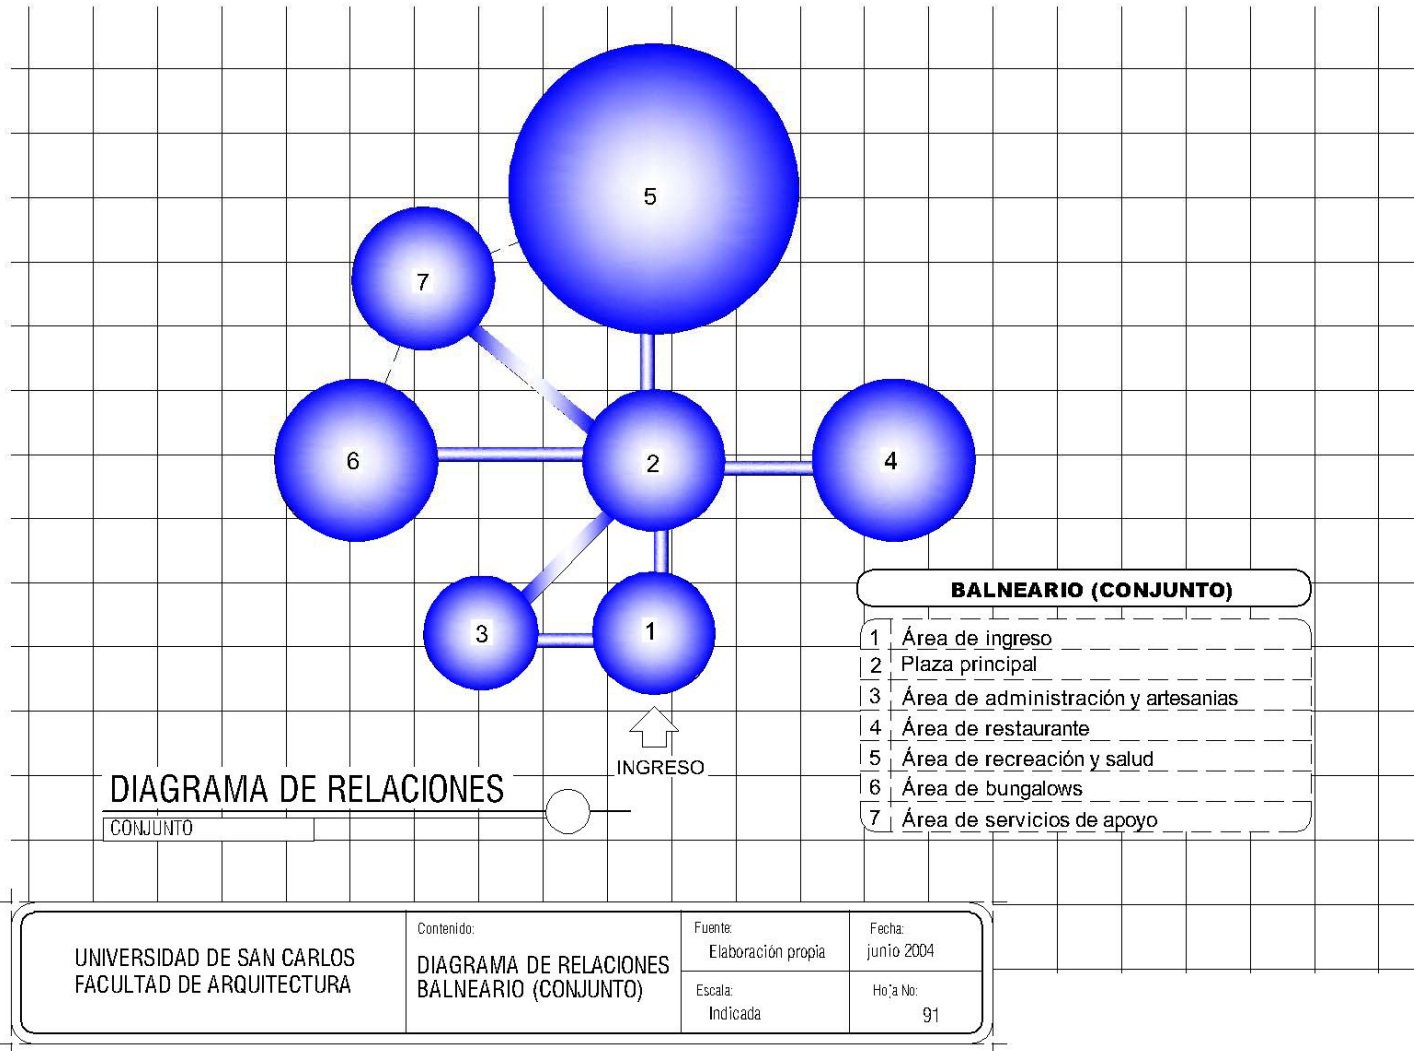 5
7
6
2
4
3
1
INGRESO
BALNEARIO (CONJUNTO)
1 Área de ingreso
2 Plaza principal
3 Área de administración y artesanias
4 Área de restaurante
5 Área de recreación y salud
6 Área de bungalows
7 Área de servicios de apoyo
DIAGRAMA DE RELACIONES
CONJUNTO
UNIVERSIDAD DE SAN CARLOS
FACULTAD DE ARQUITECTURA
Contenido:
DIAGRAMA DE RELACIONES
BALNEARIO (CONJUNTO)
Fuente:
Elaboración propia
Fecha:
junio 2004
Escala:
Indicada
Hoja No:
91